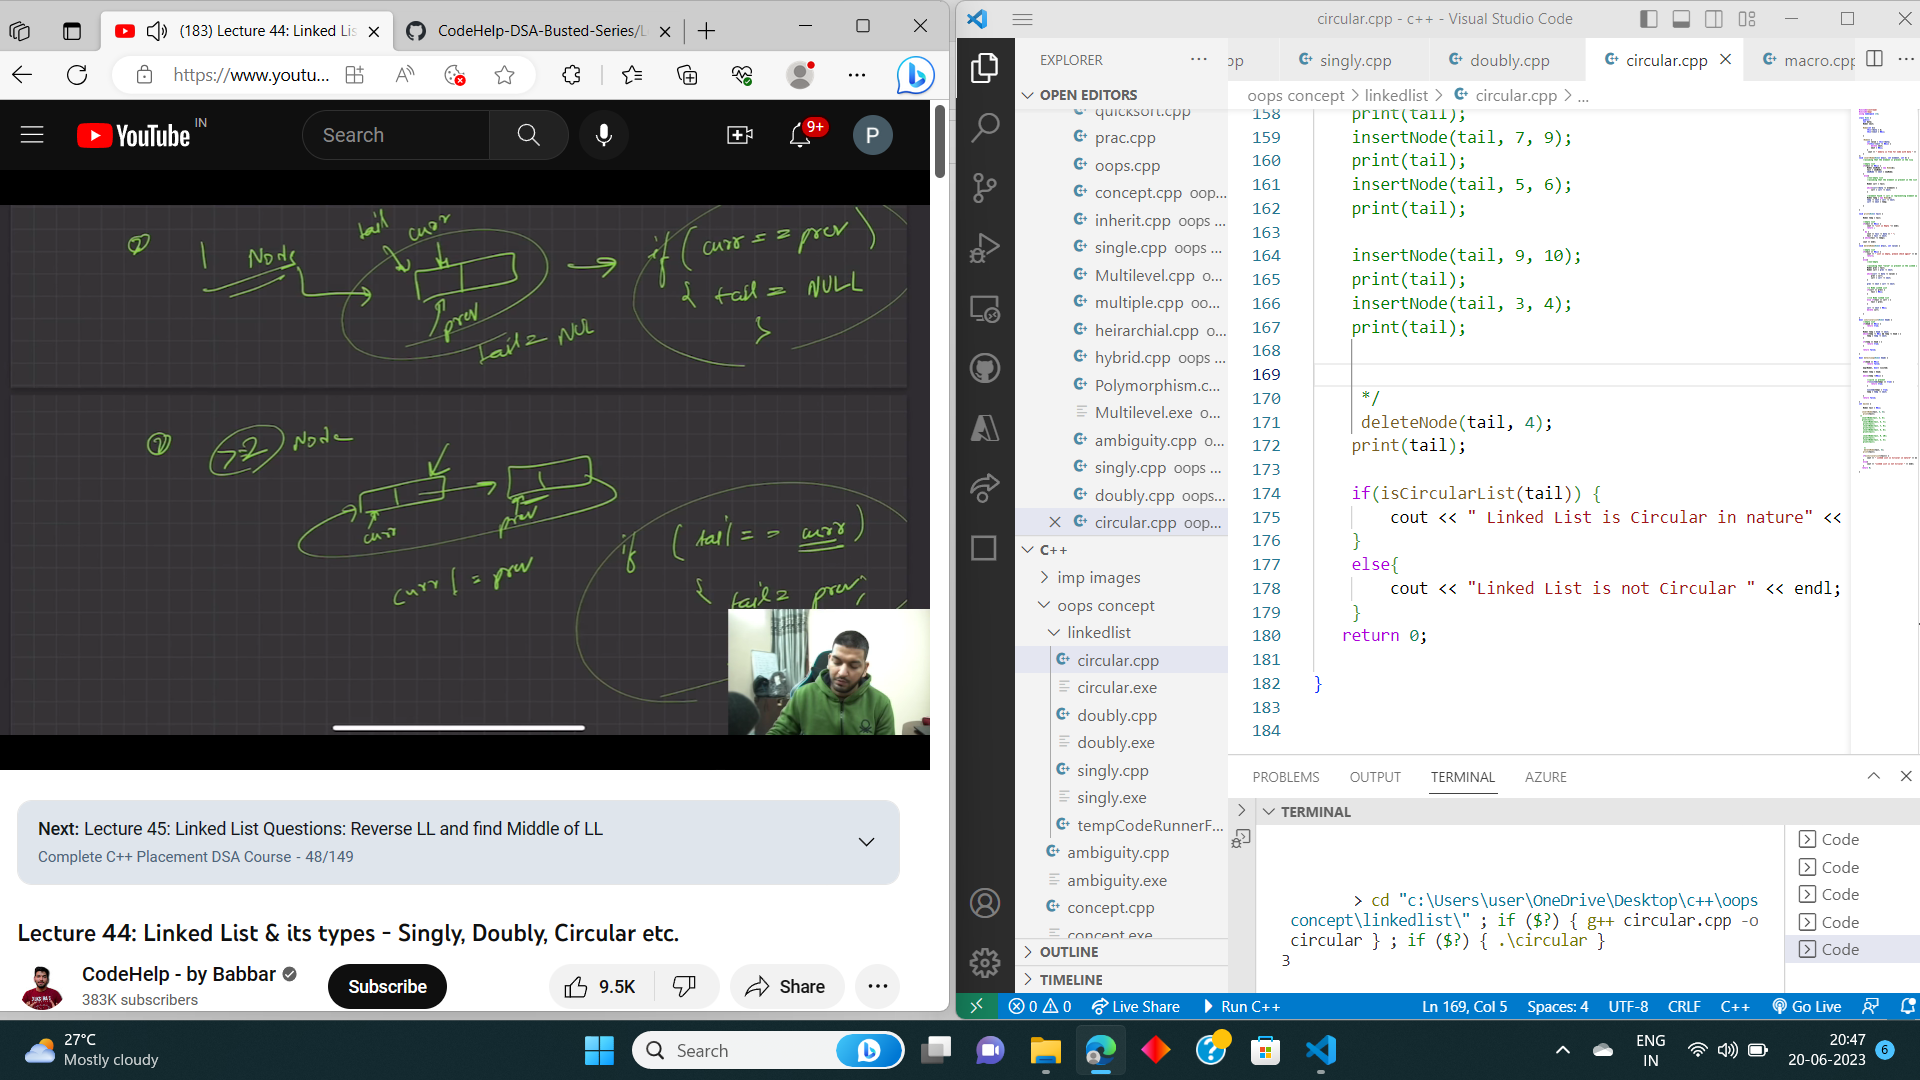 (183) Lecture 44: Linked Lis
CodeHelp-DSA-Busted-Series/L
https://www.youtu...
YouTube IN
Search
9+
P
1 Node
tail curr
prev
tail = NUL
if (curr == prev)
{ tail = NULL
}
>=2 Node
curr
prev
curr != prev
if (tail == curr)
{ tail = prev;
Next: Lecture 45: Linked List Questions: Reverse LL and find Middle of LL
Complete C++ Placement DSA Course - 48/149
Lecture 44: Linked List & its types - Singly, Doubly, Circular etc.
CodeHelp - by Babbar
383K subscribers
Subscribe
9.5K
Share
circular.cpp - c++ - Visual Studio Code
EXPLORER
OPEN EDITORS
quicksort.cpp
prac.cpp
oops.cpp
concept.cpp oop...
inherit.cpp oops ...
single.cpp oops ...
Multilevel.cpp o...
multiple.cpp oo...
heirarchial.cpp o...
hybrid.cpp oops ...
Polymorphism.c...
Multilevel.exe o...
ambiguity.cpp o...
singly.cpp oops ...
doubly.cpp oops...
circular.cpp oop...
C++
imp images
oops concept
linkedlist
circular.cpp
circular.exe
doubly.cpp
doubly.exe
singly.cpp
singly.exe
tempCodeRunnerF...
ambiguity.cpp
ambiguity.exe
concept.cpp
concept.exe
OUTLINE
TIMELINE
pp
singly.cpp
doubly.cpp
circular.cpp
macro.cpp
oops concept > linkedlist > circular.cpp > ...
158 print(tail);
159 insertNode(tail, 7, 9);
160 print(tail);
161 insertNode(tail, 5, 6);
162 print(tail);
163
164 insertNode(tail, 9, 10);
165 print(tail);
166 insertNode(tail, 3, 4);
167 print(tail);
168
169
170 */
171 deleteNode(tail, 4);
172 print(tail);
173
174 if(isCircularList(tail)) {
175 cout << " Linked List is Circular in nature" <<
176 }
177 else{
178 cout << "Linked List is not Circular " << endl;
179 }
180 return 0;
181
182 }
183
184
PROBLEMS OUTPUT TERMINAL AZURE
TERMINAL
> cd "c:\Users\user\OneDrive\Desktop\c++\oops
concept\linkedlist\" ; if ($?) { g++ circular.cpp -o
circular } ; if ($?) { .\circular }
3
Code
Code
Code
Code
Code
0 0 Live Share Run C++ Ln 169, Col 5 Spaces: 4 UTF-8 CRLF C++ Go Live
27°C
Mostly cloudy
Search
ENG
IN
20:47
20-06-2023
6